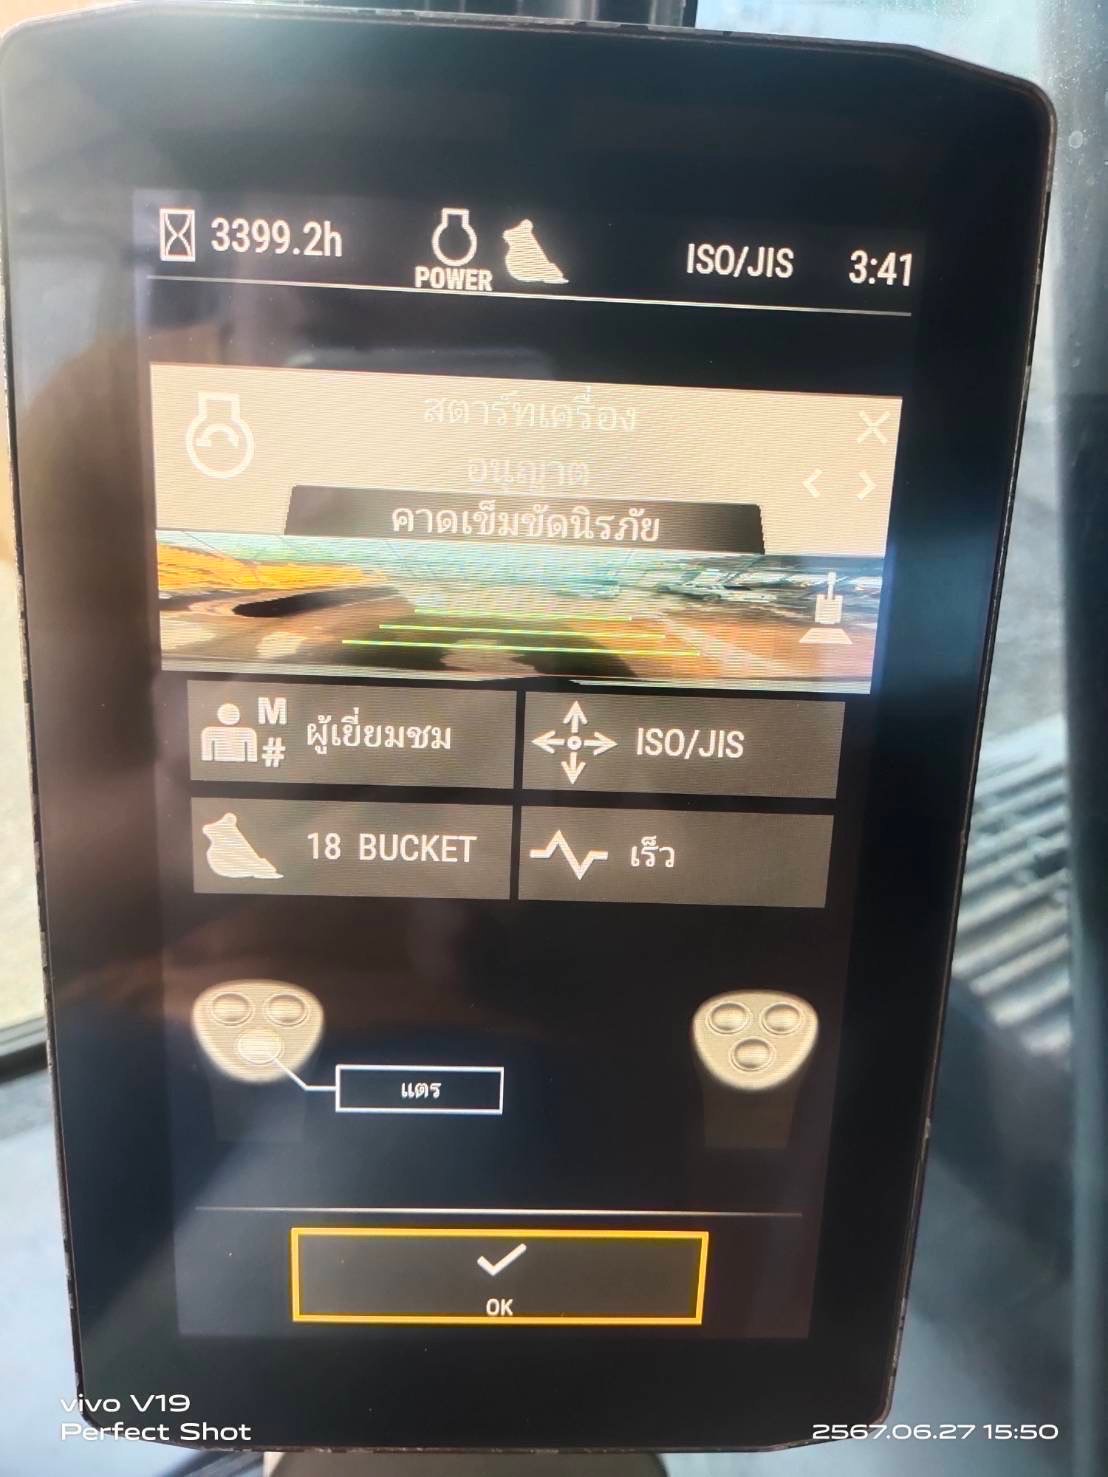 3399.2h
POWER
ISO/JIS
3:41
สตาร์ทเครื่อง
อนุญาต
คาดเข็มขัดนิรภัย
M
#
ผู้เยี่ยมชม
ISO/JIS
18 BUCKET
เร็ว
แตร
OK
vivo V19
Perfect Shot
2567.06.27 15:50